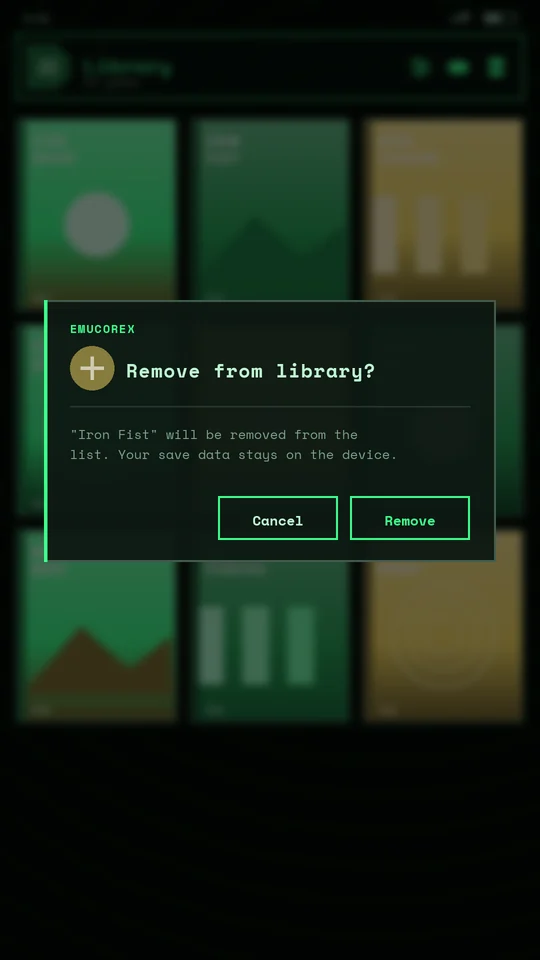 Library
EMUCOREX
Remove from library?
"Iron Fist" will be removed from the
list. Your save data stays on the device.
Cancel
Remove